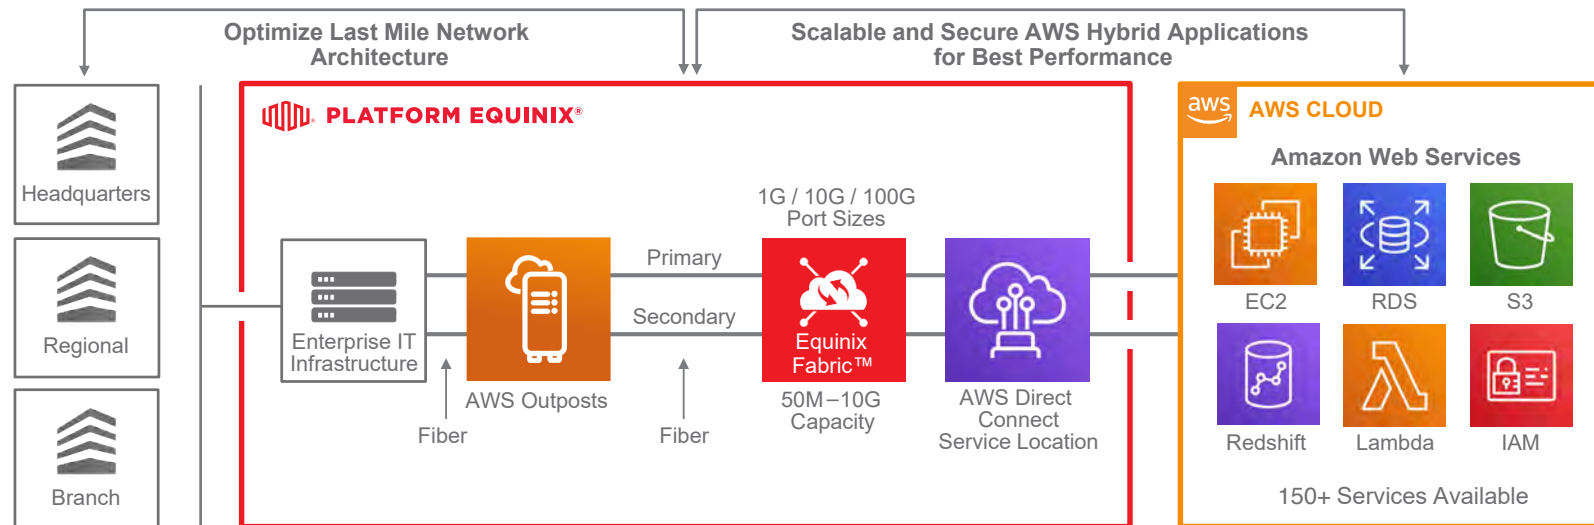 Optimize Last Mile Network
Architecture
Scalable and Secure AWS Hybrid Applications
for Best Performance
Headquarters
Regional
Branch
PLATFORM EQUINIX®
Enterprise IT
Infrastructure
Fiber
AWS Outposts
Primary
Secondary
Fiber
1G / 10G / 100G
Port Sizes
Equinix
Fabric™
50M–10G
Capacity
AWS Direct
Connect
Service Location
aws
AWS CLOUD
Amazon Web Services
EC2
RDS
S3
Redshift
Lambda
IAM
150+ Services Available